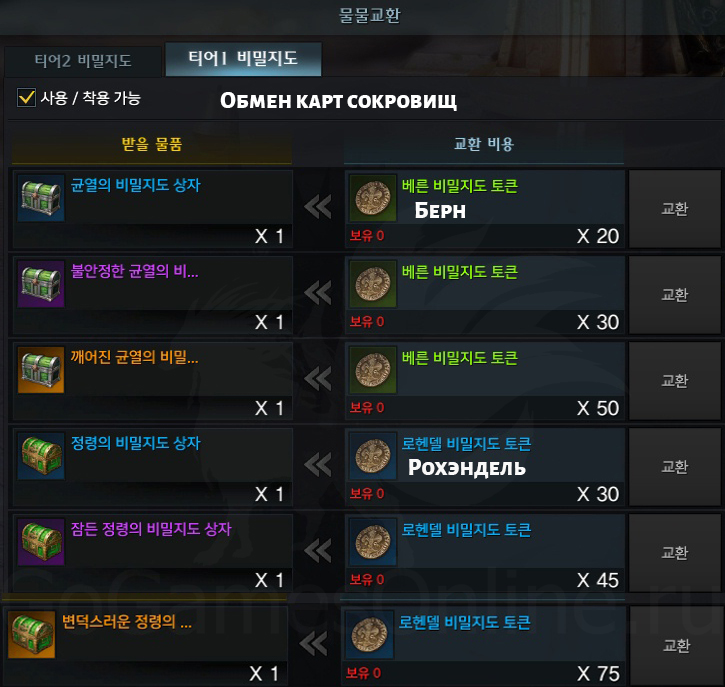 물물교환
티어2 비밀지도 티어1 비밀지도
사용 / 착용 가능 Обмен карт сокровищ
받을 물품 교환 비용
균열의 비밀지도 상자 베른 비밀지도 토큰
Берн 교환
X 1 보유 0 X 20
불안정한 균열의 비... 베른 비밀지도 토큰
교환
X 1 보유 0 X 30
깨어진 균열의 비밀... 베른 비밀지도 토큰
교환
X 1 보유 0 X 50
정령의 비밀지도 상자 로헨델 비밀지도 토큰
Рохэндель 교환
X 1 보유 0 X 30
잠든 정령의 비밀지도 상자 로헨델 비밀지도 토큰
교환
X 1 보유 0 X 45
GoGamesOnline.ru
변덕스러운 정령의 ... 로헨델 비밀지도 토큰
교환
X 1 보유 0 X 75